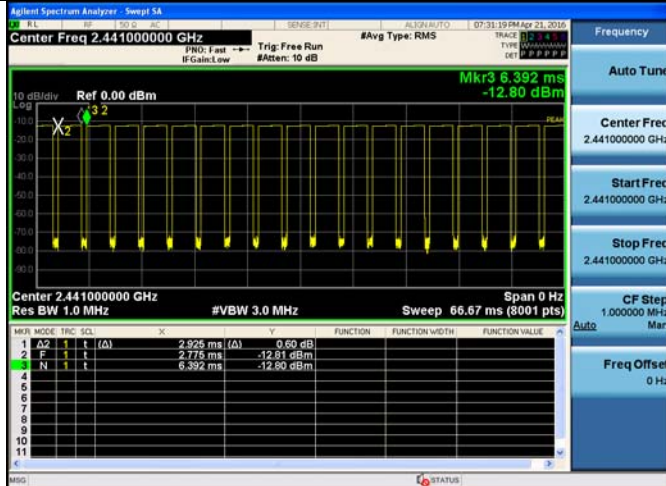 Agilent Spectrum Analyzer - Swept SA
RL RF 50 Ω AC SENSE:INT ALIGN AUTO 07:31:19 PM Apr 21, 2016
Center Freq 2.441000000 GHz
PNO: Fast
IFGain:Low
Trig: Free Run
#Atten: 10 dB
#Avg Type: RMS
TRACE 1 2 3 4 5 6
TYPE
DET P P P P P P
Mkr3 6.392 ms
-12.80 dBm
10 dB/div Ref 0.00 dBm
Log
-10.0
-20.0
-30.0
-40.0
-50.0
-60.0
-70.0
-80.0
-90.0
X2
3 2
PEAK
Center 2.441000000 GHz Span 0 Hz
Res BW 1.0 MHz #VBW 3.0 MHz Sweep 66.67 ms (8001 pts)
MKR MODE TRC SCL X Y FUNCTION FUNCTION WIDTH FUNCTION VALUE
1 Δ2 1 t (Δ) 2.925 ms (Δ) 0.60 dB
2 F 1 t 2.775 ms -12.81 dBm
3 N 1 t 6.392 ms -12.80 dBm
4
5
6
7
8
9
10
11
MSG STATUS
Frequency
Auto Tune
Center Freq
2.441000000 GHz
Start Freq
2.441000000 GHz
Stop Freq
2.441000000 GHz
CF Step
1.000000 MHz
Auto Man
Freq Offset
0 Hz